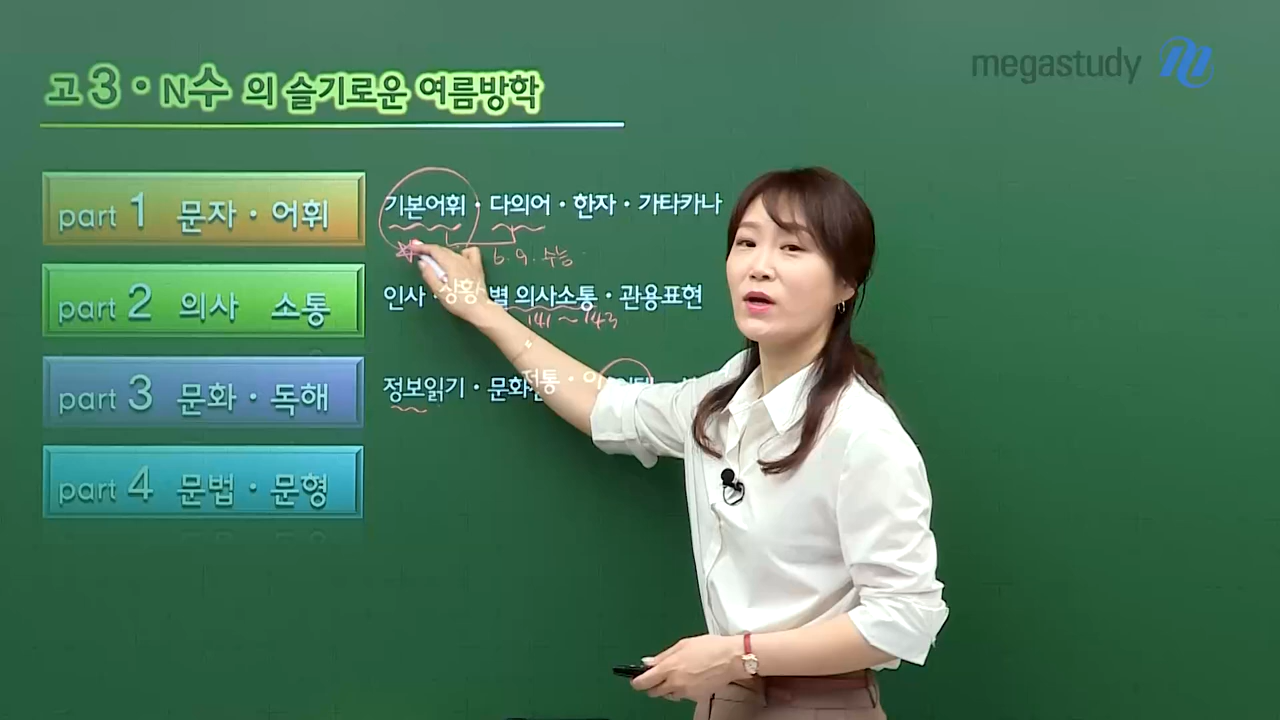 megastudy
고3·N수 의 슬기로운 여름방학
part 1 문자·어휘
기본어휘·다의어·한자·가타카나
6. 9. 수능
part 2 의사 소통
인사·상황별 의사소통·관용표현
141~143
part 3 문화·독해
정보읽기·문화전통·
part 4 문법·문형